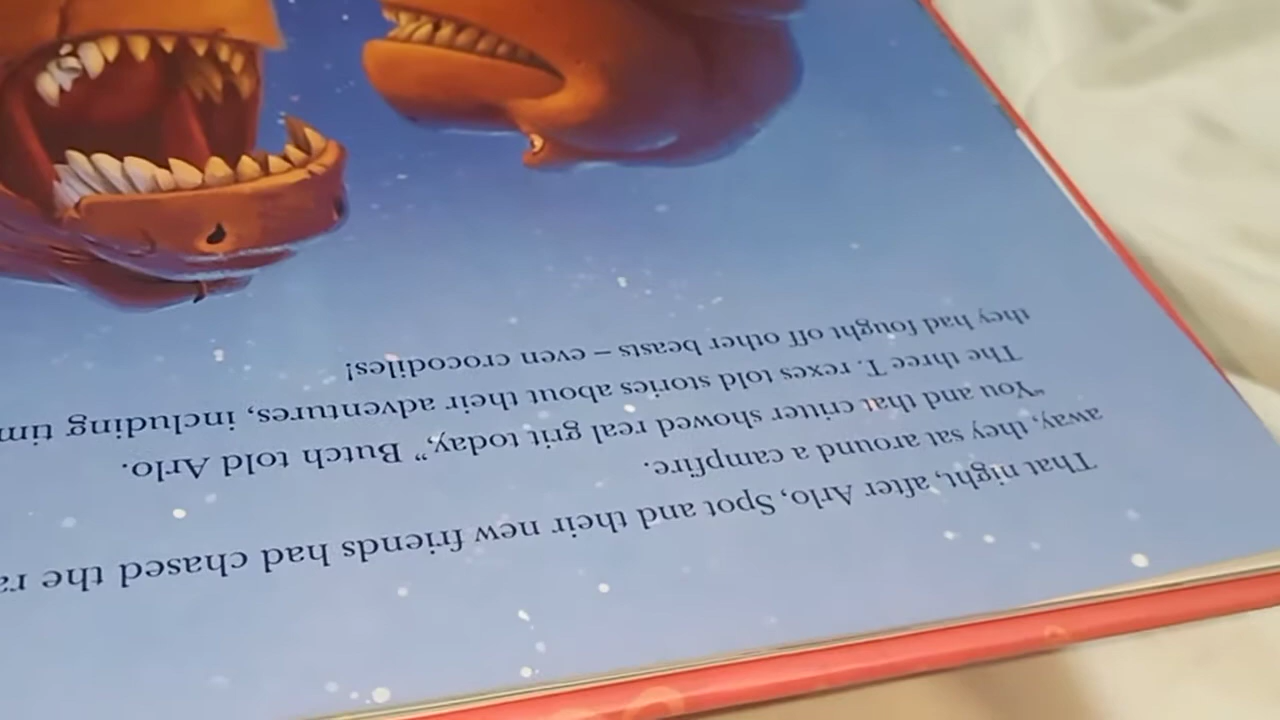 That night, after Arlo, Spot and their new friends had chased the
away, they sat around a campfire.
“You and that critter showed real grit today,” Butch told Arlo.
The three T. rexes told stories about their adventures, including
they had fought off other beasts – even crocodiles!